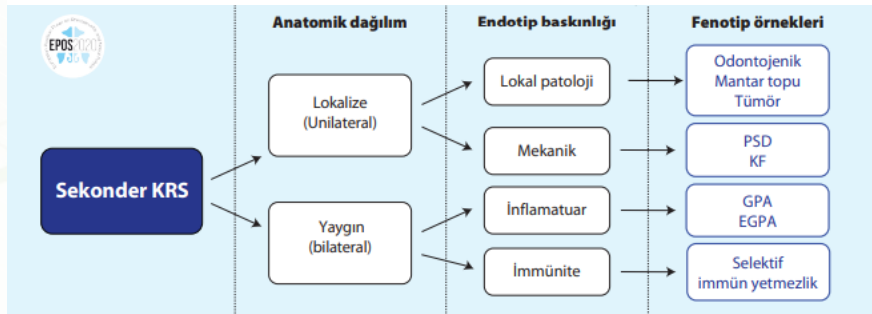 EPOS2020
Anatomik dağılım
Endotip baskınlığı
Fenotip örnekleri
Sekonder KRS
Lokalize
(Unilateral)
Yaygın
(bilateral)
Lokal patoloji
Mekanik
İnflamatuar
İmmünite
Odontojenik
Mantar topu
Tümör
PSD
KF
GPA
EGPA
Selektif
immün yetmezlik